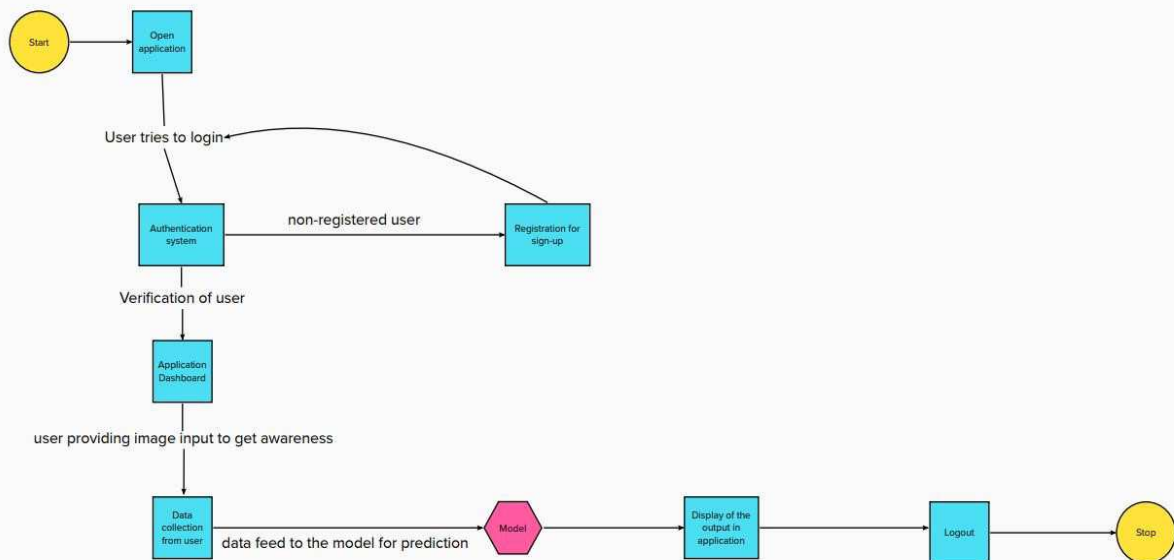 Start
Open
application
User tries to login
Authentication
system
non-registered user
Registration for
sign-up
Verification of user
Application
Dashboard
user providing image input to get awareness
Data
collection
from user
data feed to the model for prediction
Model
Display of the
output in
application
Logout
Stop